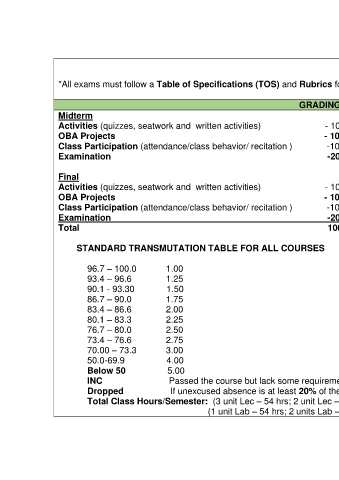 *All exams must follow a Table of Specifications (TOS) and Rubrics
GRADING
Midterm
Activities (quizzes, seatwork and written activities) - 10
OBA Projects - 10
Class Participation (attendance/class behavior/ recitation ) -10
Examination -20
Final
Activities (quizzes, seatwork and written activities) - 10
OBA Projects - 10
Class Participation (attendance/class behavior/ recitation ) -10
Examination -20
Total 100
STANDARD TRANSMUTATION TABLE FOR ALL COURSES
96.7 – 100.0 1.00
93.4 – 96.6 1.25
90.1 - 93.30 1.50
86.7 – 90.0 1.75
83.4 – 86.6 2.00
80.1 – 83.3 2.25
76.7 – 80.0 2.50
73.4 – 76.6 2.75
70.00 – 73.3 3.00
50.0-69.9 4.00
Below 50 5.00
INC Passed the course but lack some requireme
Dropped If unexcused absence is at least 20% of the
Total Class Hours/Semester: (3 unit Lec – 54 hrs; 2 unit Lec –
(1 unit Lab – 54 hrs; 2 units Lab –